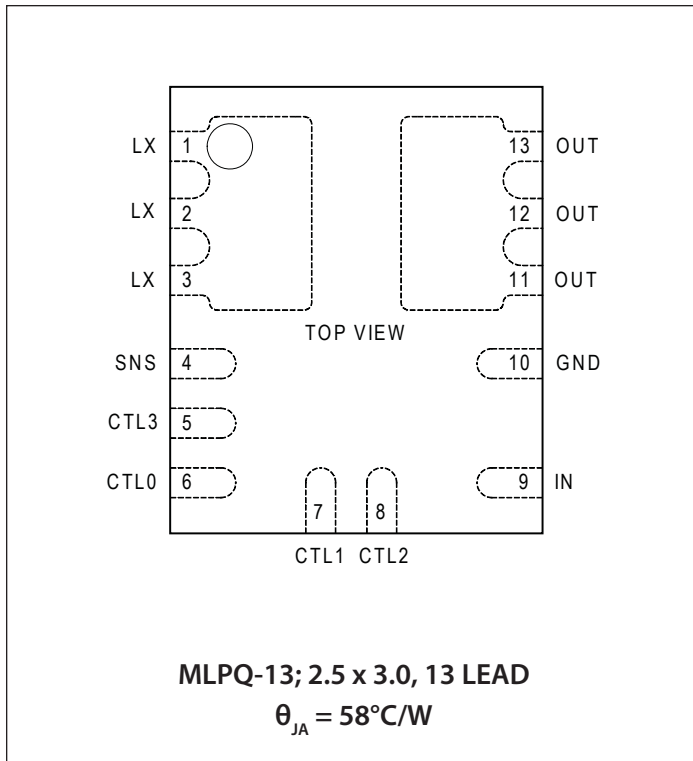 LX 1 13 OUT
LX 2 12 OUT
LX 3 11 OUT
TOP VIEW
SNS 4 10 GND
CTL3 5
CTL0 6 9 IN
7 8
CTL1 CTL2
MLPQ-13; 2.5 x 3.0, 13 LEAD
θJA = 58°C/W